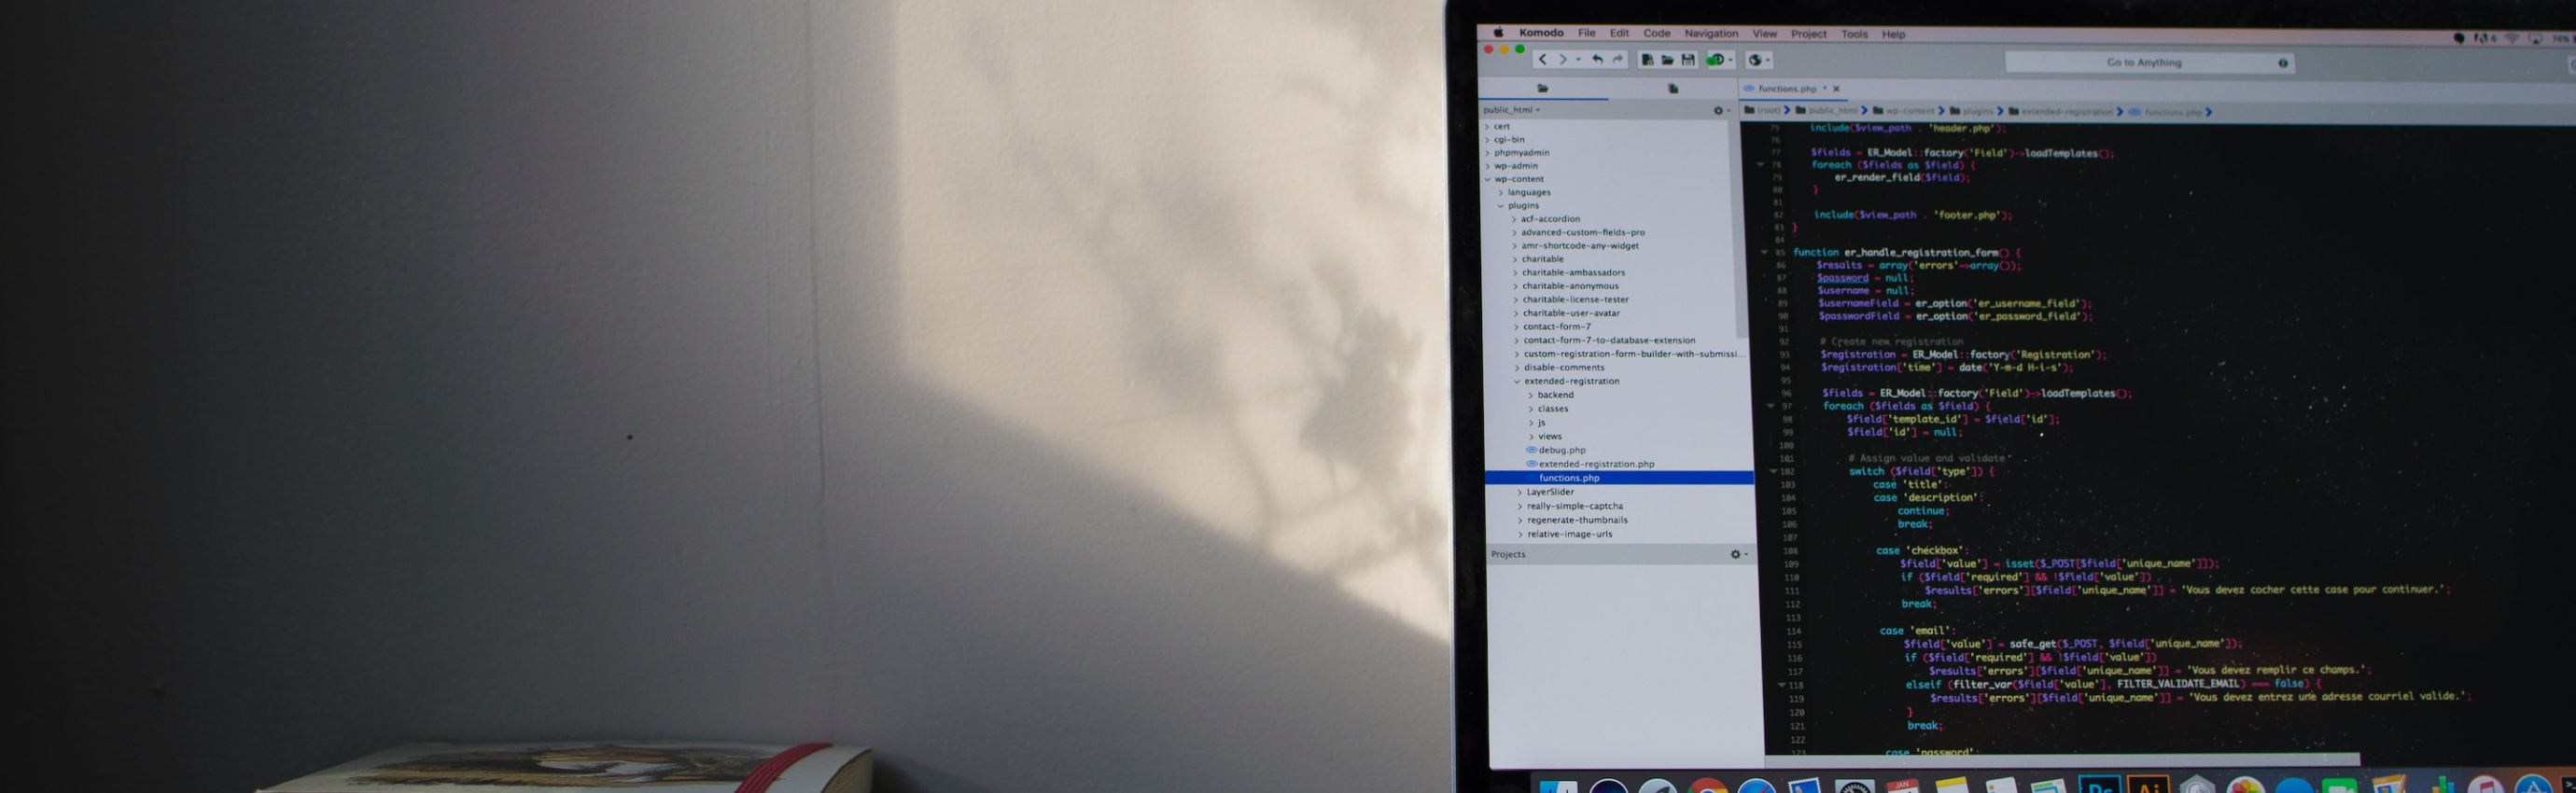 Komodo File Edit Code Navigation View Project Tools Help
74%
Go to Anything
functions.php * ×
public_html
(root) public_html wp-content plugins extended-registration functions.php
cert
cgi-bin
phpmyadmin
wp-admin
wp-content
languages
plugins
acf-accordion
advanced-custom-fields-pro
amr-shortcode-any-widget
charitable
charitable-ambassadors
charitable-anonymous
charitable-license-tester
charitable-user-avatar
contact-form-7
contact-form-7-to-database-extension
custom-registration-form-builder-with-submissi...
disable-comments
extended-registration
backend
classes
js
views
debug.php
extended-registration.php
functions.php
LayerSlider
really-simple-captcha
regenerate-thumbnails
relative-image-urls
Projects
75 include($view_path . 'header.php');
76
77 $fields = ER_Model::factory('Field')->loadTemplates();
78 foreach ($fields as $field) {
79 er_render_field($field);
80 }
81
82 include($view_path . 'footer.php');
83 }
84
85 function er_handle_registration_form() {
86 $results = array('errors'=>array());
87 $password = null;
88 $username = null;
89 $usernameField = er_option('er_username_field');
90 $passwordField = er_option('er_password_field');
91
92 # Create new registration
93 $registration = ER_Model::factory('Registration');
94 $registration['time'] = date('Y-m-d H-i-s');
95
96 $fields = ER_Model::factory('Field')->loadTemplates();
97 foreach ($fields as $field) {
98 $field['template_id'] = $field['id'];
99 $field['id'] = null;
100
101 # Assign value and validate
102 switch ($field['type']) {
103 case 'title':
104 case 'description':
105 continue;
106 break;
107
108 case 'checkbox':
109 $field['value'] = isset($_POST[$field['unique_name']]);
110 if ($field['required'] && !$field['value'])
111 $results['errors'][$field['unique_name']] = 'Vous devez cocher cette case pour continuer.';
112 break;
113
114 case 'email':
115 $field['value'] = safe_get($_POST, $field['unique_name']);
116 if ($field['required'] && !$field['value'])
117 $results['errors'][$field['unique_name']] = 'Vous devez remplir ce champs.';
118 elseif (filter_var($field['value'], FILTER_VALIDATE_EMAIL) === false) {
119 $results['errors'][$field['unique_name']] = 'Vous devez entrez une adresse courriel valide.';
120 }
121 break;
122
123 case 'password':
JAN
Ps
Ai